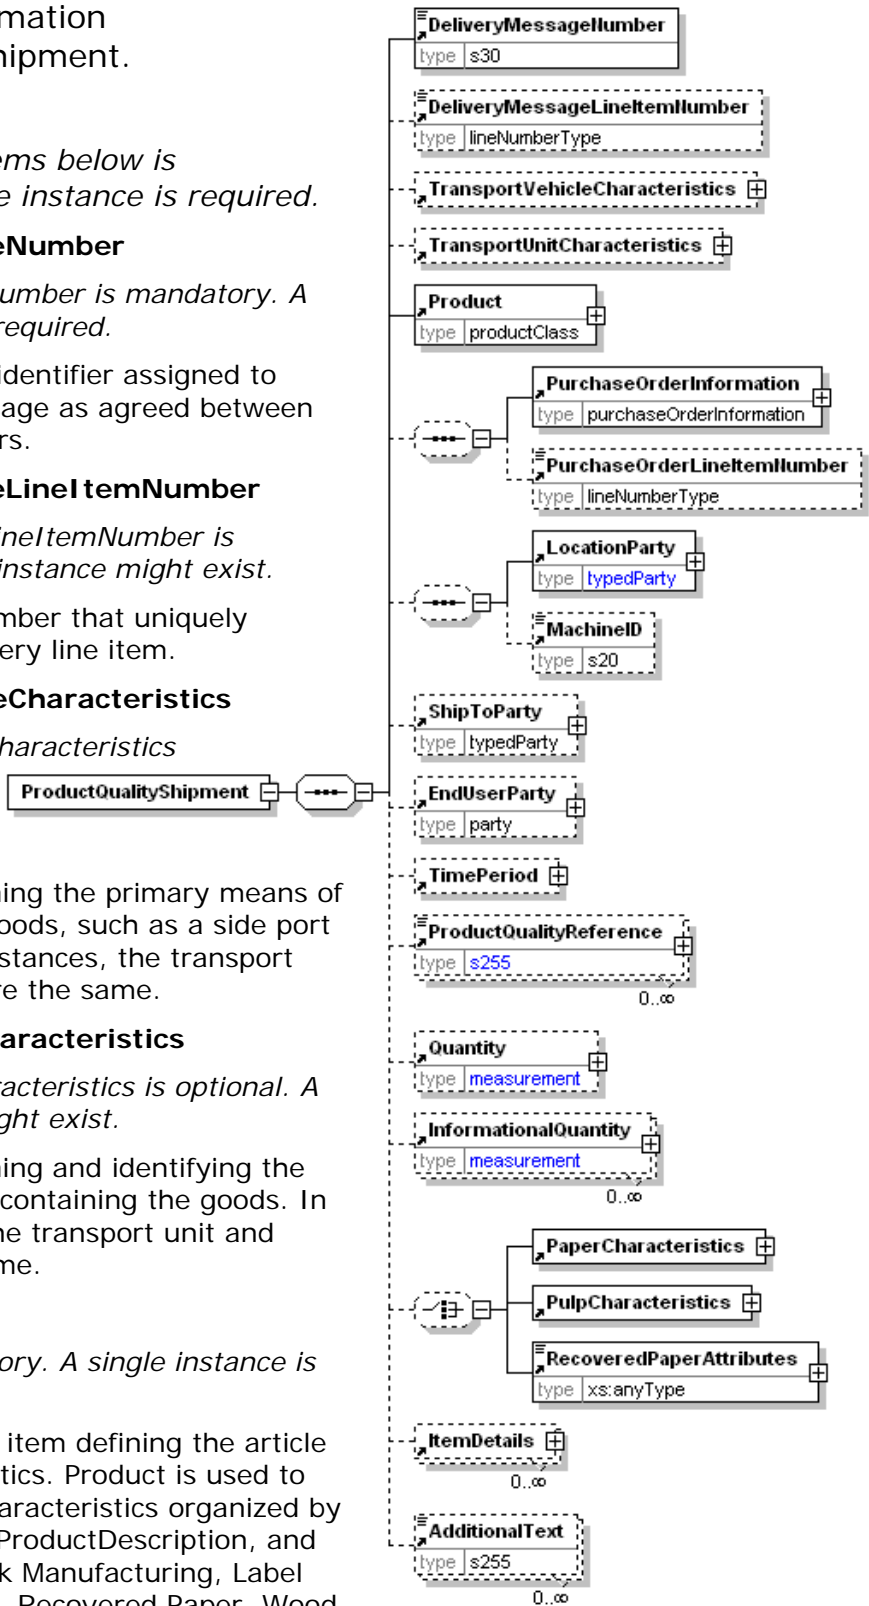 mation
hipment.
ems below is
e instance is required.
eNumber
umber is mandatory. A
required.
identifier assigned to
age as agreed between
rs.
eLineItemNumber
ineItemNumber is
instance might exist.
mber that uniquely
ery line item.
eCharacteristics
haracteristics
ProductQualityShipment
ning the primary means of
oods, such as a side port
stances, the transport
re the same.
aracteristics
acteristics is optional. A
ght exist.
ning and identifying the
containing the goods. In
he transport unit and
me.
ory. A single instance is
item defining the article
tics. Product is used to
aracteristics organized by
ProductDescription, and
k Manufacturing, Label
Recovered Paper, Wood
DeliveryMessageNumber
type s30
DeliveryMessageLineItemNumber
type lineNumberType
TransportVehicleCharacteristics
TransportUnitCharacteristics
Product
type productClass
PurchaseOrderInformation
type purchaseOrderInformation
PurchaseOrderLineItemNumber
type lineNumberType
LocationParty
type typedParty
MachineID
type s20
ShipToParty
type typedParty
EndUserParty
type party
TimePeriod
ProductQualityReference
type s255
0..∞
Quantity
type measurement
InformationalQuantity
type measurement
0..∞
PaperCharacteristics
PulpCharacteristics
RecoveredPaperAttributes
type xs:anyType
ItemDetails
0..∞
AdditionalText
type s255
0..∞